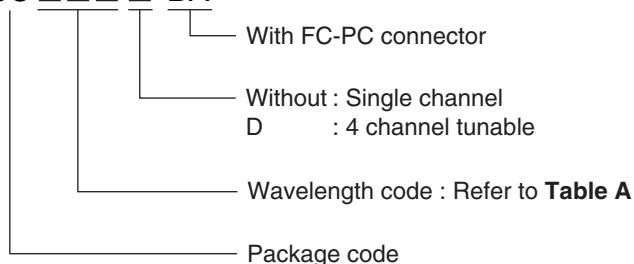 With FC-PC connector
Without : Single channel
D : 4 channel tunable
Wavelength code : Refer to Table A
Package code